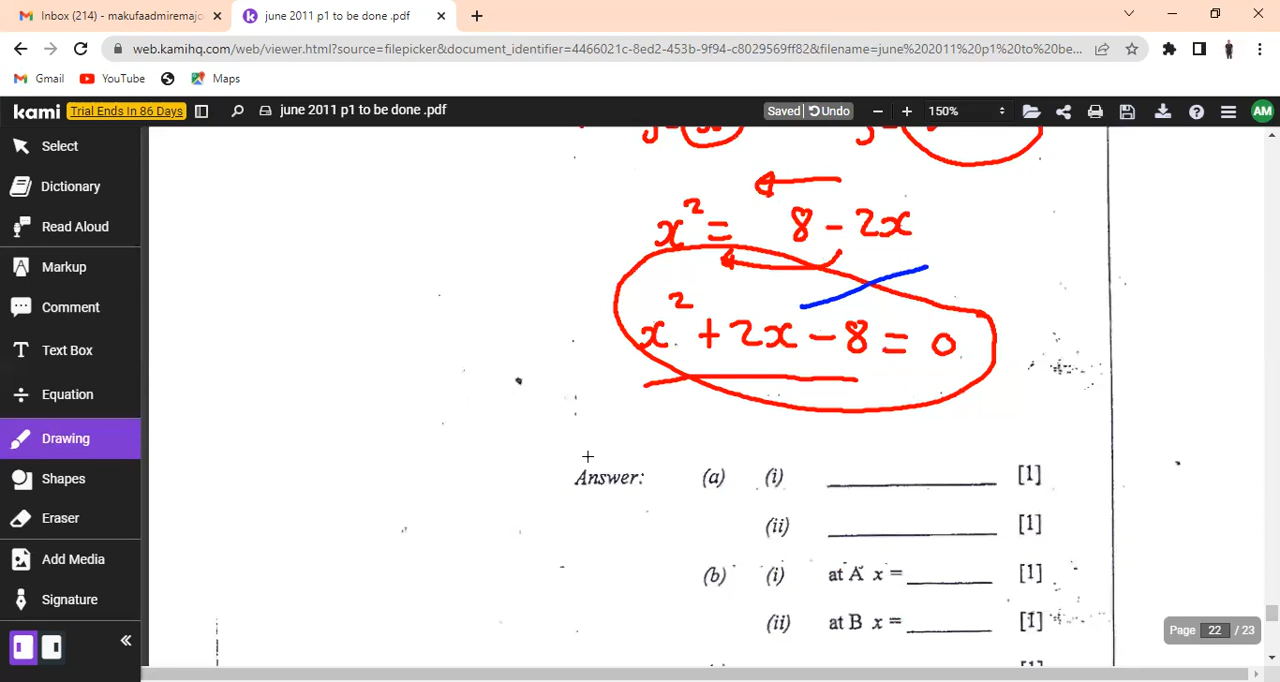 Inbox (214) - makufaadmiremajo
june 2011 p1 to be done .pdf
web.kamihq.com/web/viewer.html?source=filepicker&document_identifier=4466021c-8ed2-453b-9f94-c8029569ff82&filename=june%202011%20p1%20to%20be...
Gmail YouTube Maps
kami Trial Ends In 86 Days june 2011 p1 to be done .pdf Saved Undo 150% AM
Select
Dictionary
Read Aloud
Markup
Comment
Text Box
Equation
Drawing
Shapes
Eraser
Add Media
Signature
x² = 8 - 2x
x² + 2x - 8 = 0
Answer: (a) (i) [1]
(ii) [1]
(b) (i) at A x = [1]
(ii) at B x = [1]
Page 22 / 23